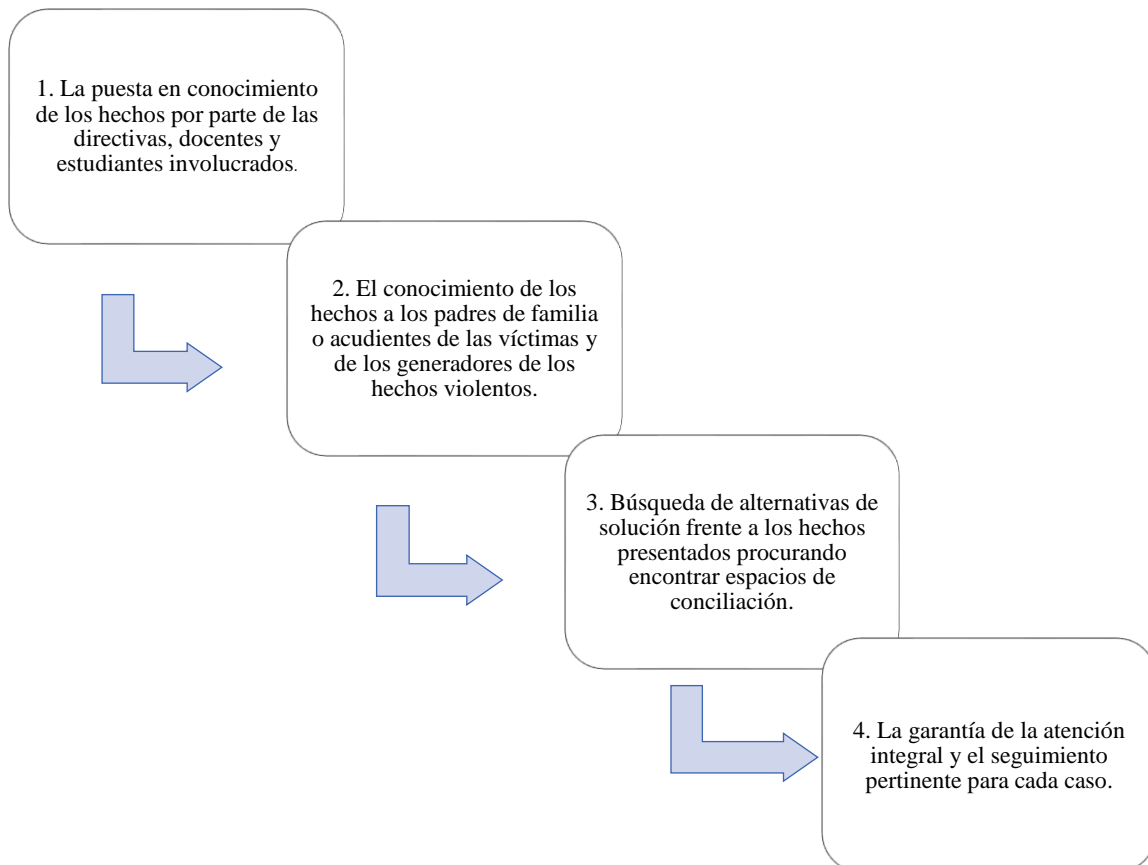 1. La puesta en conocimiento
de los hechos por parte de las
directivas, docentes y
estudiantes involucrados.
2. El conocimiento de los
hechos a los padres de familia
o acudientes de las víctimas y
de los generadores de los
hechos violentos.
3. Búsqueda de alternativas de
solución frente a los hechos
presentados procurando
encontrar espacios de
conciliación.
4. La garantía de la atención
integral y el seguimiento
pertinente para cada caso.